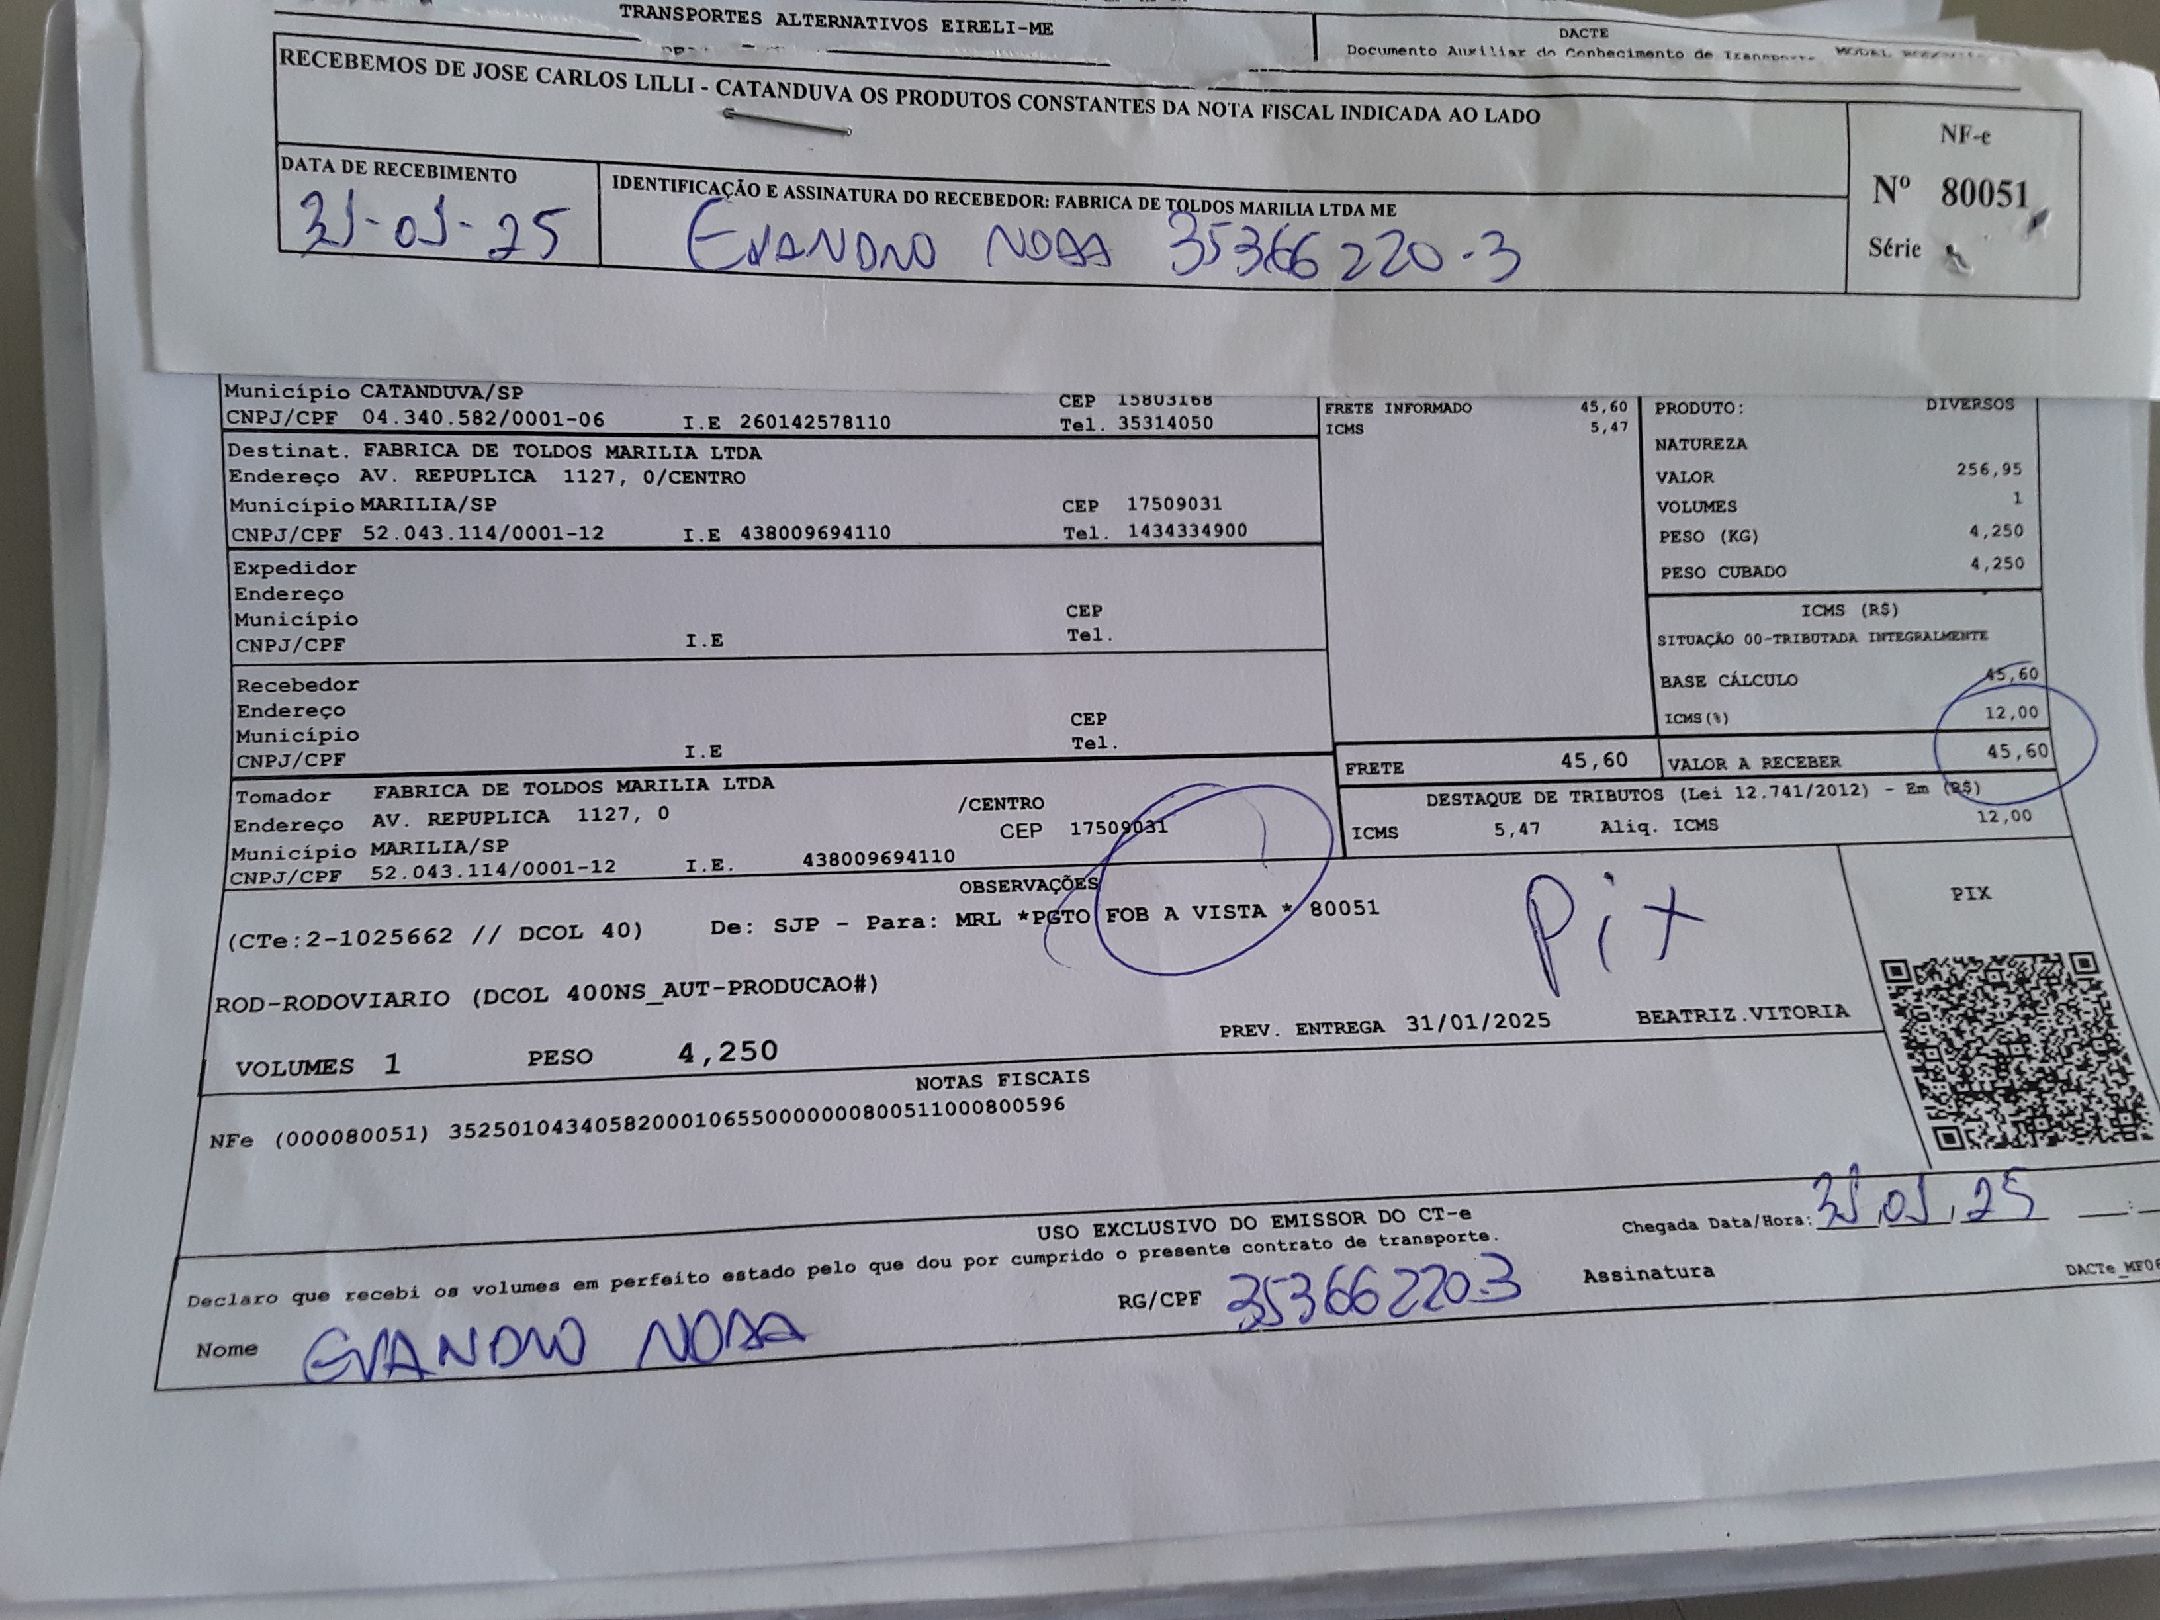 TRANSPORTES ALTERNATIVOS EIRELI-ME
DACTE
Documento Auxiliar do Conhecimento de Transporte
RECEBEMOS DE JOSE CARLOS LILLI - CATANDUVA OS PRODUTOS CONSTANTES DA NOTA FISCAL INDICADA AO LADO
NF-e
Nº 80051
Série
DATA DE RECEBIMENTO
31-01-25
IDENTIFICAÇÃO E ASSINATURA DO RECEBEDOR: FABRICA DE TOLDOS MARILIA LTDA ME
EVANDRO 35366220-3
Município CATANDUVA/SP CEP 15803168
CNPJ/CPF 04.340.582/0001-06 I.E 260142578110 Tel. 35314050
Destinat. FABRICA DE TOLDOS MARILIA LTDA
Endereço AV. REPUPLICA 1127, 0/CENTRO
Município MARILIA/SP CEP 17509031
CNPJ/CPF 52.043.114/0001-12 I.E 438009694110 Tel. 1434334900
Expedidor
Endereço
Município CEP
CNPJ/CPF I.E Tel.
Recebedor
Endereço
Município CEP
CNPJ/CPF I.E Tel.
Tomador FABRICA DE TOLDOS MARILIA LTDA
Endereço AV. REPUPLICA 1127, 0 /CENTRO
Município MARILIA/SP CEP 17509031
CNPJ/CPF 52.043.114/0001-12 I.E. 438009694110
FRETE INFORMADO 45,60
ICMS 5,47
PRODUTO: DIVERSOS
NATUREZA
VALOR 256,95
VOLUMES 1
PESO (KG) 4,250
PESO CUBADO 4,250
ICMS (R$)
SITUAÇÃO 00-TRIBUTADA INTEGRALMENTE
BASE CÁLCULO 45,60
ICMS(%) 12,00
FRETE 45,60 VALOR A RECEBER 45,60
DESTAQUE DE TRIBUTOS (Lei 12.741/2012) - Em (R$)
ICMS 5,47 Aliq. ICMS 12,00
OBSERVAÇÕES
(CTe:2-1025662 // DCOL 40) De: SJP - Para: MRL *PGTO FOB A VISTA * 80051
Pix
PIX
ROD-RODOVIARIO (DCOL 400NS_AUT-PRODUCAO#)
PREV. ENTREGA 31/01/2025 BEATRIZ.VITORIA
VOLUMES 1 PESO 4,250
NOTAS FISCAIS
NFe (000080051) 35250104340582000106550000000800511000800596
USO EXCLUSIVO DO EMISSOR DO CT-e
Chegada Data/Hora: 31,01,25 __:
Declaro que recebi os volumes em perfeito estado pelo que dou por cumprido o presente contrato de transporte.
Nome EVANDRO RG/CPF 35366220-3 Assinatura